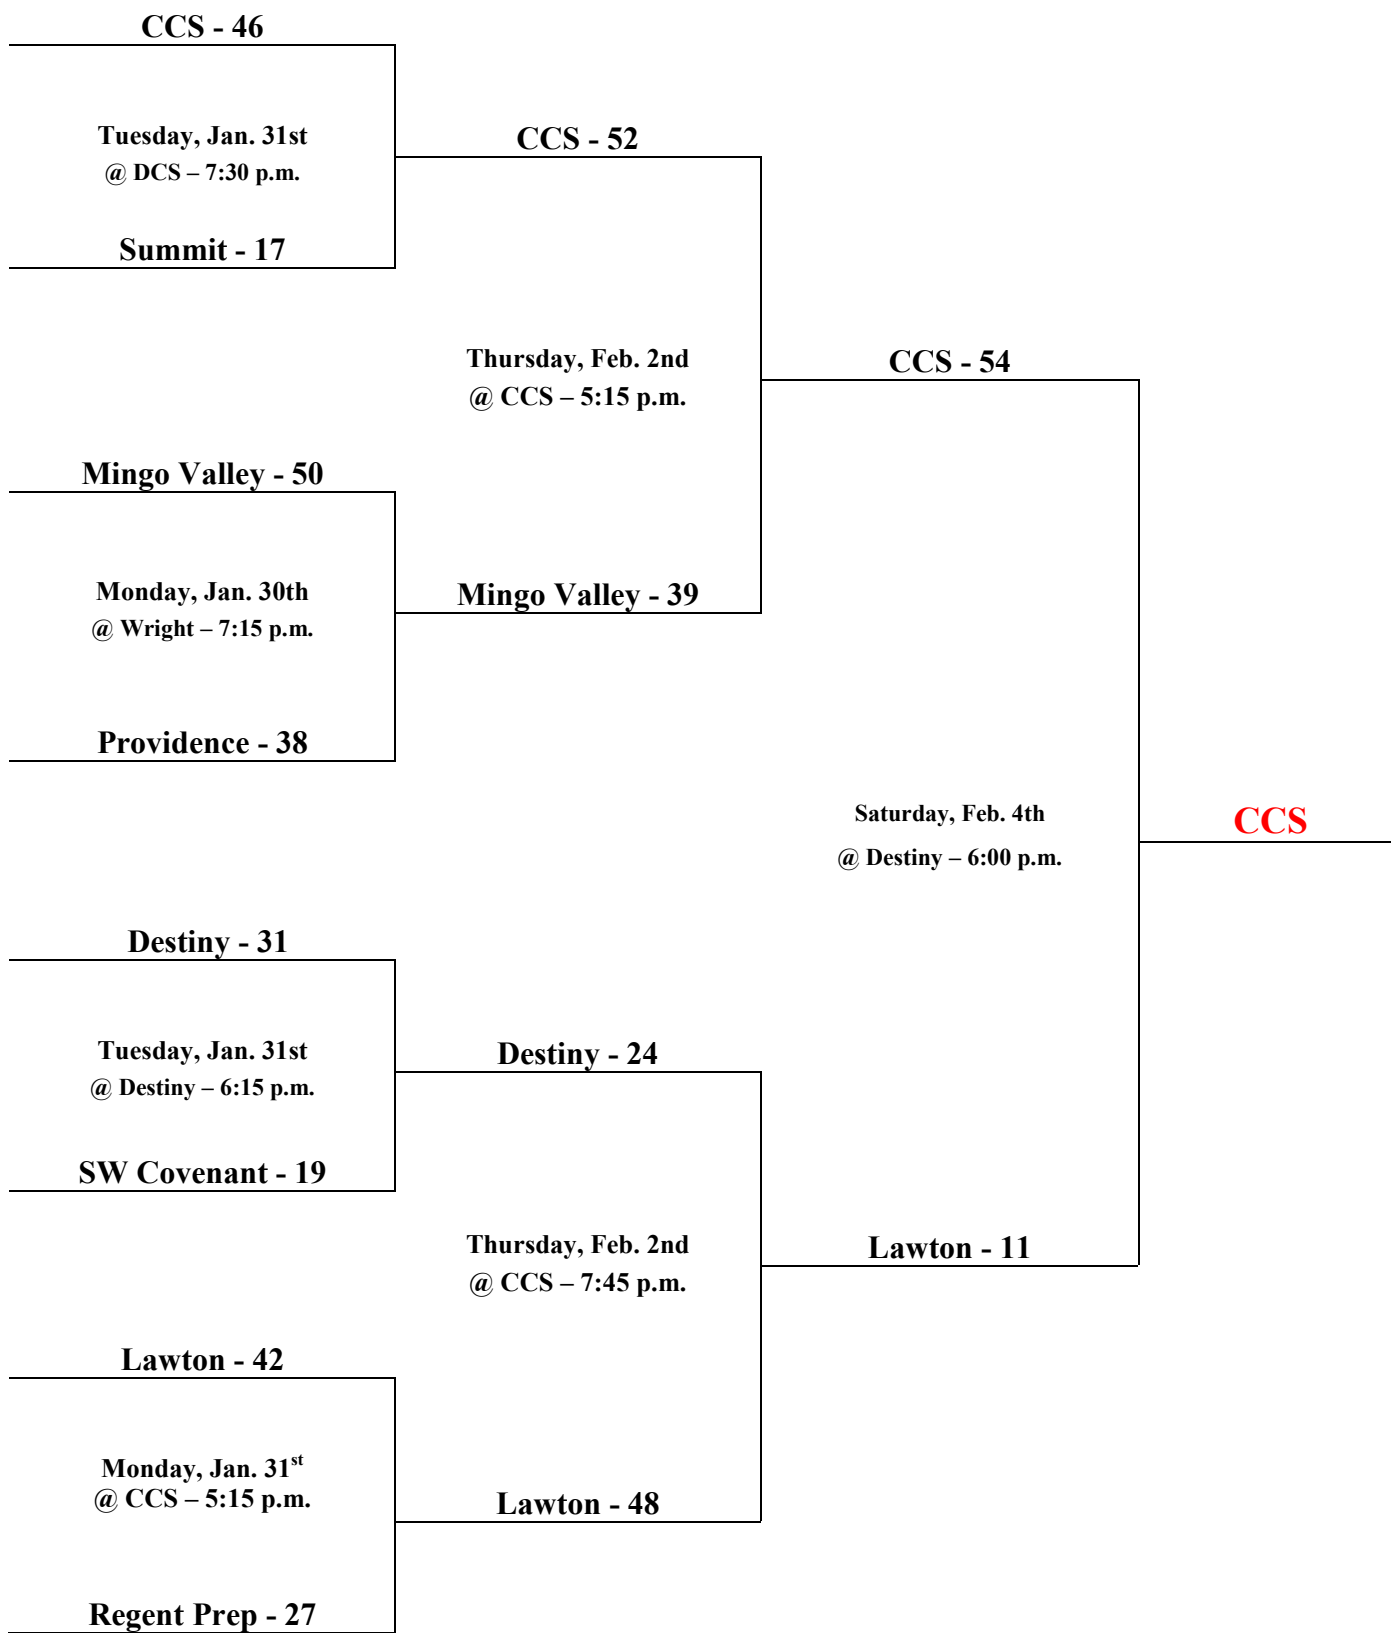 CCS - 46
Tuesday, Jan. 31st
@ DCS – 7:30 p.m.
Summit - 17
CCS - 52
Thursday, Feb. 2nd
@ CCS – 5:15 p.m.
CCS - 54
Mingo Valley - 50
Monday, Jan. 30th
@ Wright – 7:15 p.m.
Mingo Valley - 39
Providence - 38
Saturday, Feb. 4th
@ Destiny – 6:00 p.m.
CCS
Destiny - 31
Tuesday, Jan. 31st
@ Destiny – 6:15 p.m.
Destiny - 24
SW Covenant - 19
Thursday, Feb. 2nd
@ CCS – 7:45 p.m.
Lawton - 11
Lawton - 42
Monday, Jan. 31st
@ CCS – 5:15 p.m.
Lawton - 48
Regent Prep - 27